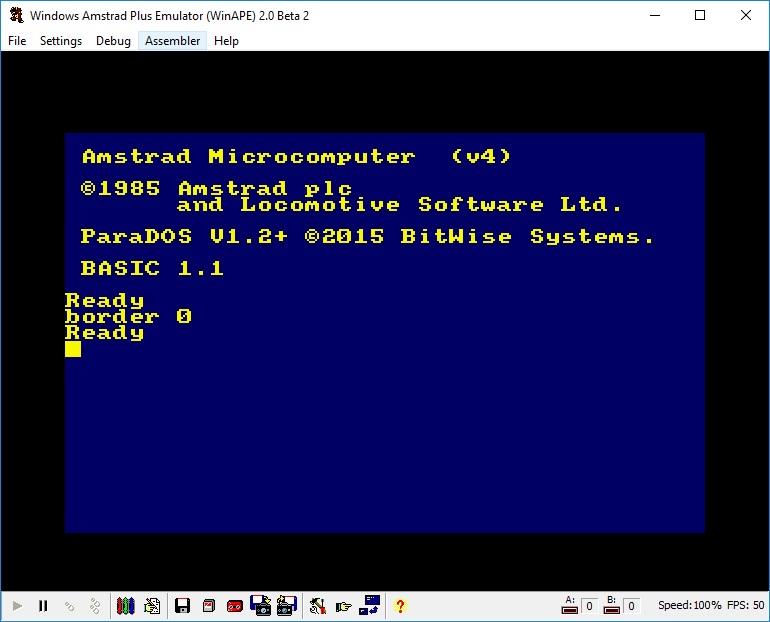 Windows Amstrad Plus Emulator (WinAPE) 2.0 Beta 2
File Settings Debug Assembler Help
Amstrad Microcomputer (v4)
©1985 Amstrad plc
and Locomotive Software Ltd.
ParaDOS V1.2+ ©2015 BitWise Systems.
BASIC 1.1
Ready
border 0
Ready
A: 0 B: 0 Speed:100% FPS: 50